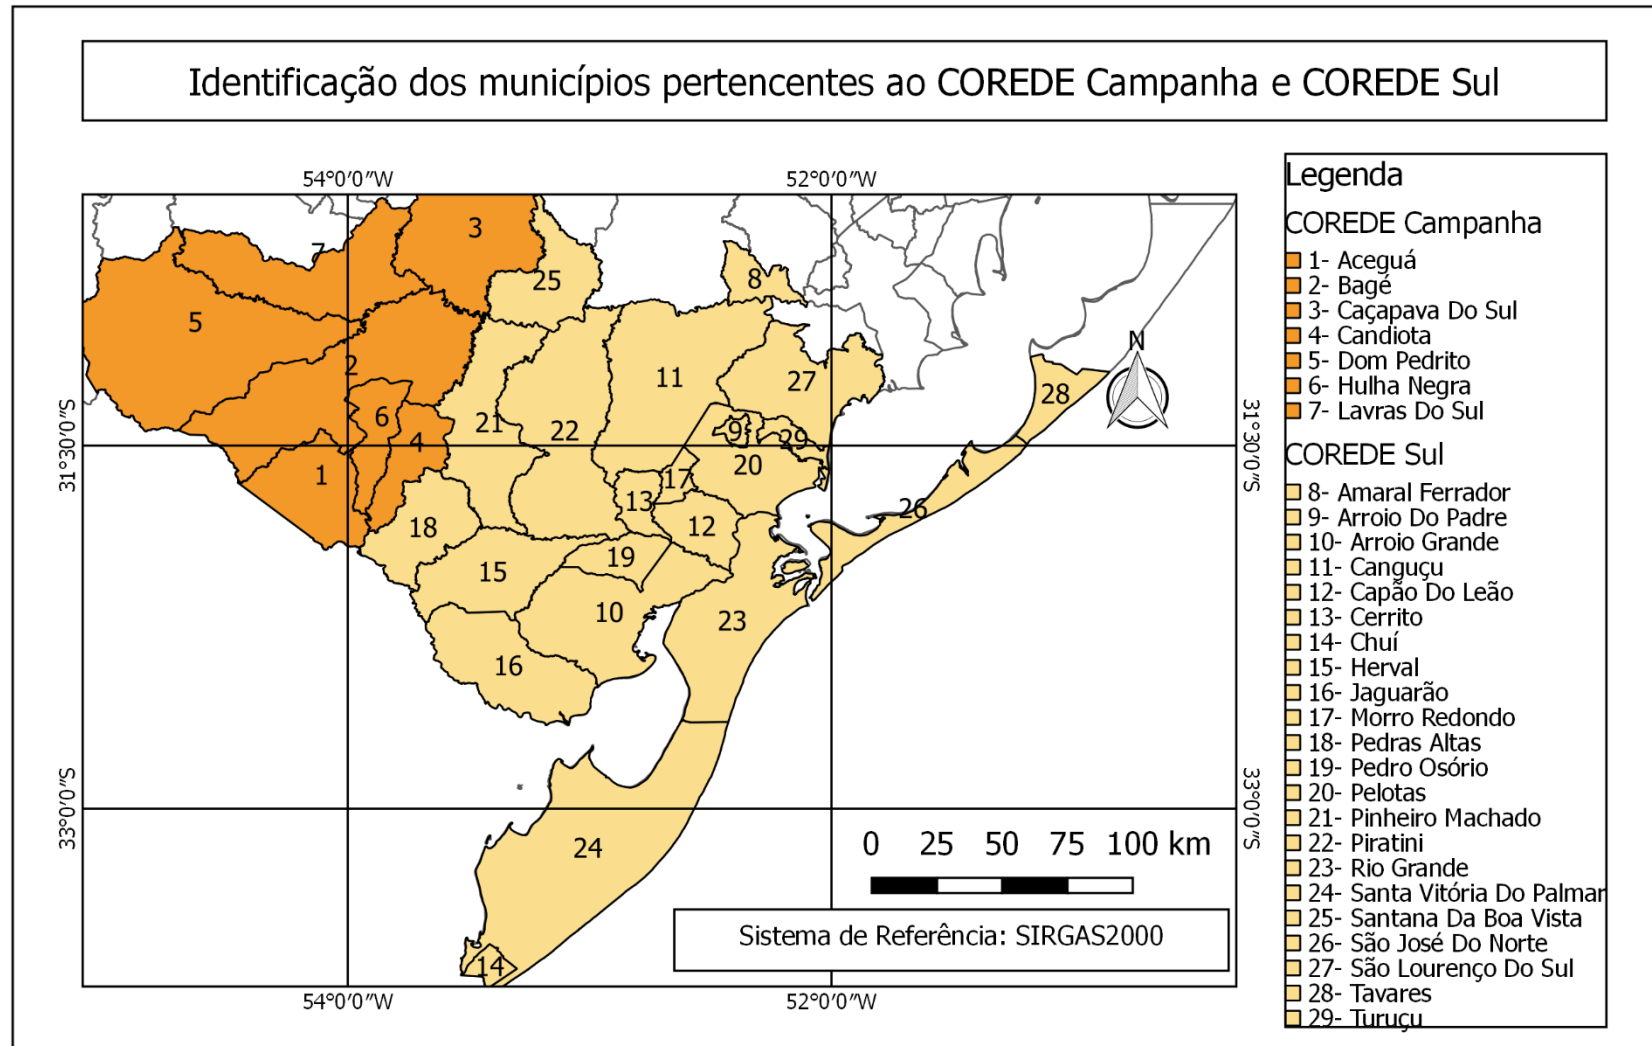 Identificação dos municípios pertencentes ao COREDE Campanha e COREDE Sul
54°0′0″W
52°0′0″W
31°30′0″S
33°0′0″S
31°30′0″S
33°0′0″S
54°0′0″W
52°0′0″W
3
7
25
8
5
2
11
27
28
N
6
21
22
4
9
29
20
1
17
13
26
18
12
19
15
10
23
16
24
14
0 25 50 75 100 km
Sistema de Referência: SIRGAS2000
Legenda
COREDE Campanha
1- Aceguá
2- Bagé
3- Caçapava Do Sul
4- Candiota
5- Dom Pedrito
6- Hulha Negra
7- Lavras Do Sul
COREDE Sul
8- Amaral Ferrador
9- Arroio Do Padre
10- Arroio Grande
11- Canguçu
12- Capão Do Leão
13- Cerrito
14- Chuí
15- Herval
16- Jaguarão
17- Morro Redondo
18- Pedras Altas
19- Pedro Osório
20- Pelotas
21- Pinheiro Machado
22- Piratini
23- Rio Grande
24- Santa Vitória Do Palmar
25- Santana Da Boa Vista
26- São José Do Norte
27- São Lourenço Do Sul
28- Tavares
29- Turuçu